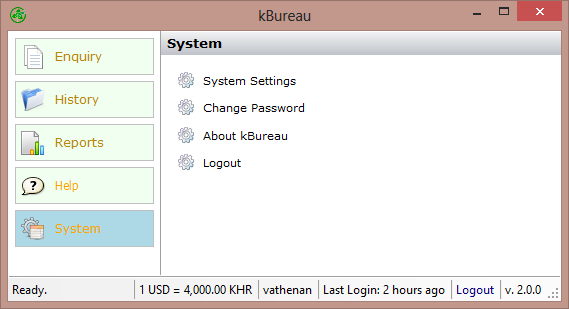 kBureau
Enquiry
History
Reports
Help
System
System
System Settings
Change Password
About kBureau
Logout
Ready. 1 USD = 4,000.00 KHR vathenan Last Login: 2 hours ago Logout v. 2.0.0